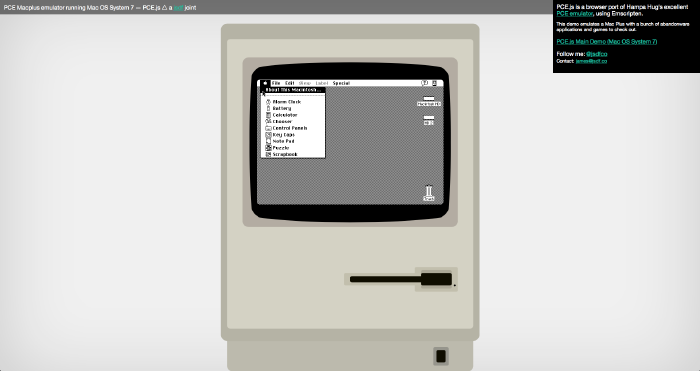 PCE Macplus emulator running Mac OS System 7 — PCE.js △ a jsdf joint
PCE.js is a browser port of Hampa Hug's excellent
PCE emulator, using Emscripten.
This demo emulates a Mac Plus with a bunch of abandonware
applications and games to check out.
PCE.js Main Demo (Mac OS System 7)
Follow me: @jsdfco
Contact: james@jsdf.co
File Edit View Label Special
About this Macintosh...
Alarm Clock
Battery
Calculator
Chooser
Control Panels
Key Caps
Note Pad
Puzzle
Scrapbook
Trash